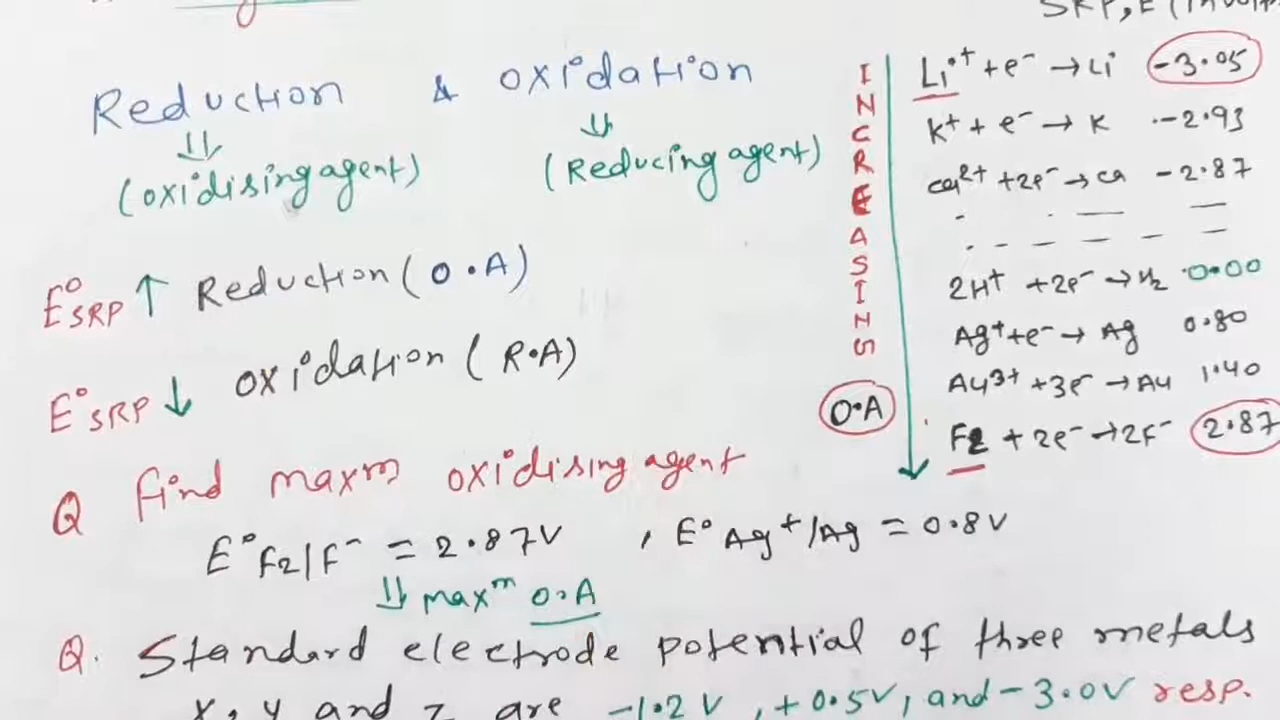 SRP, E
Reduction & oxidation
(oxidising agent) (Reducing agent)
E°SRP ↑ Reduction (O.A)
E°SRP ↓ oxidation (R.A)
INCREASING
O.A
Li+ + e- → Li -3.05
K+ + e- → K -2.93
Ca2+ + 2e- → Ca -2.87
2H+ + 2e- → H2 0.00
Ag+ + e- → Ag 0.80
Au3+ + 3e- → Au 1.40
F2 + 2e- → 2F- 2.87
Q Find maxm oxidising agent
E°F2/F- = 2.87V , E°Ag+/Ag = 0.8V
⇓ maxm O.A
Q. Standard electrode potential of three metals
X, Y and Z are -1.2V, +0.5V, and -3.0V resp.